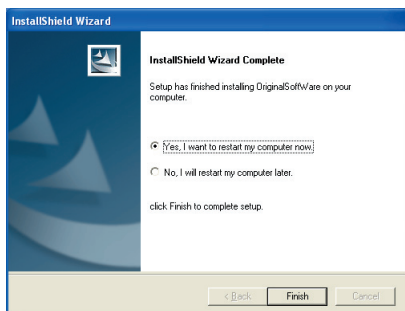 InstallShield Wizard
InstallShield Wizard Complete
Setup has finished installing OriginalSoftWare on your
computer.
Yes, I want to restart my computer now.
No, I will restart my computer later.
click Finish to complete setup.
< Back
Finish
Cancel